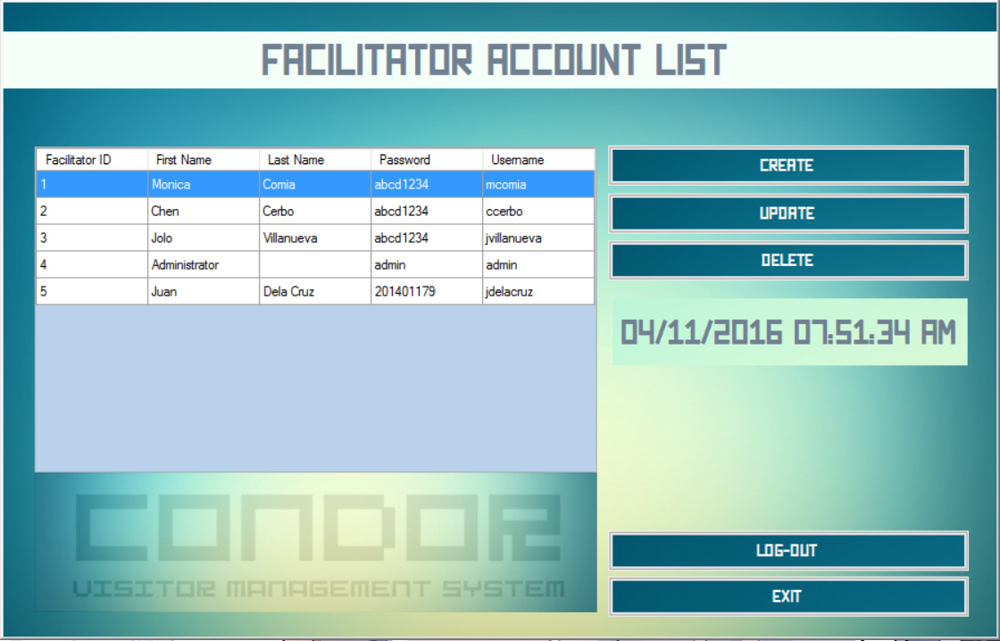 FACILITATOR ACCOUNT LIST
Facilitator ID First Name Last Name Password Username
1 Monica Comia abcd1234 mcomia
2 Chen Cerbo abcd1234 ccerbo
3 Jolo Villanueva abcd1234 jvillanueva
4 Administrator admin admin
5 Juan Dela Cruz 201401179 jdelacruz
CREATE
UPDATE
DELETE
04/11/2016 07:51:34 AM
CONDOR
VISITOR MANAGEMENT SYSTEM
LOG-OUT
EXIT